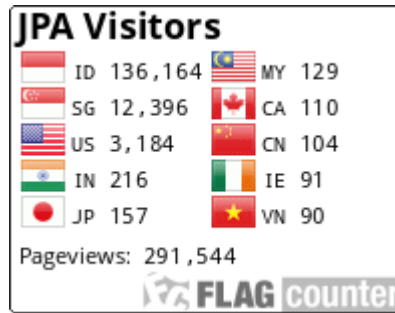 JPA Visitors
ID 136,164 MY 129
SG 12,396 CA 110
US 3,184 CN 104
IN 216 IE 91
JP 157 VN 90
Pageviews: 291,544
FLAG counter